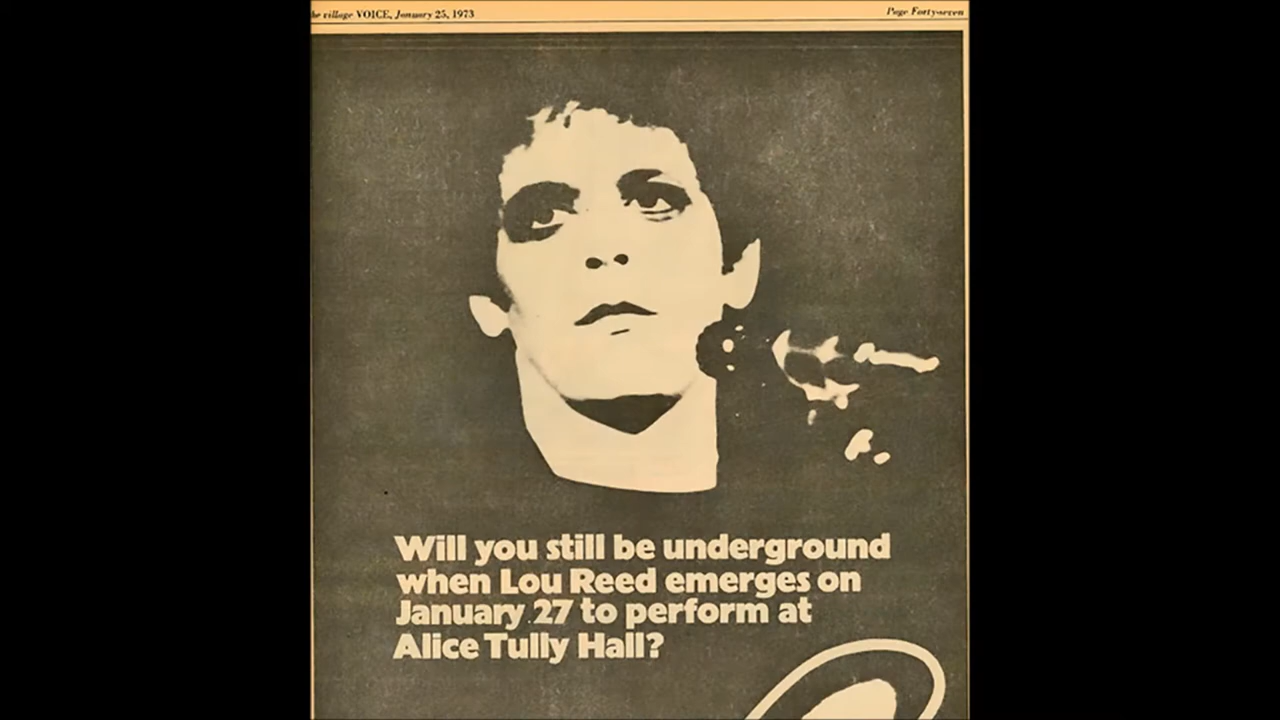 he village VOICE, January 25, 1973
Page Forty-seven
Will you still be underground
when Lou Reed emerges on
January 27 to perform at
Alice Tully Hall?